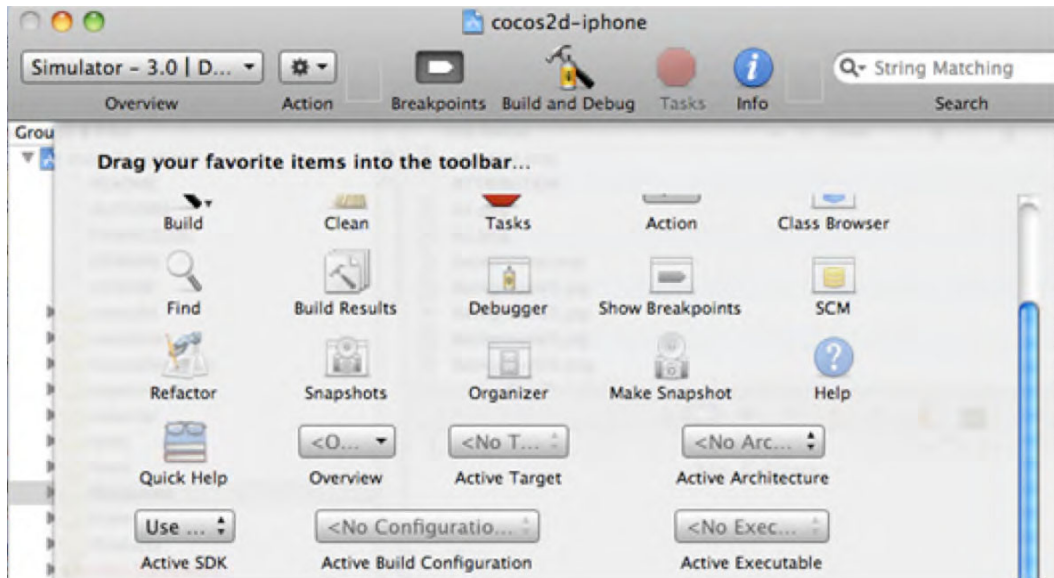 cocos2d-iphone
Simulator – 3.0 | D...
String Matching
Overview Action Breakpoints Build and Debug Tasks Info Search
Grou
Drag your favorite items into the toolbar...
Build Clean Tasks Action Class Browser
Find Build Results Debugger Show Breakpoints SCM
Refactor Snapshots Organizer Make Snapshot Help
<O... <No T... <No Arc...
Quick Help Overview Active Target Active Architecture
Use ... <No Configuratio... <No Exec...
Active SDK Active Build Configuration Active Executable